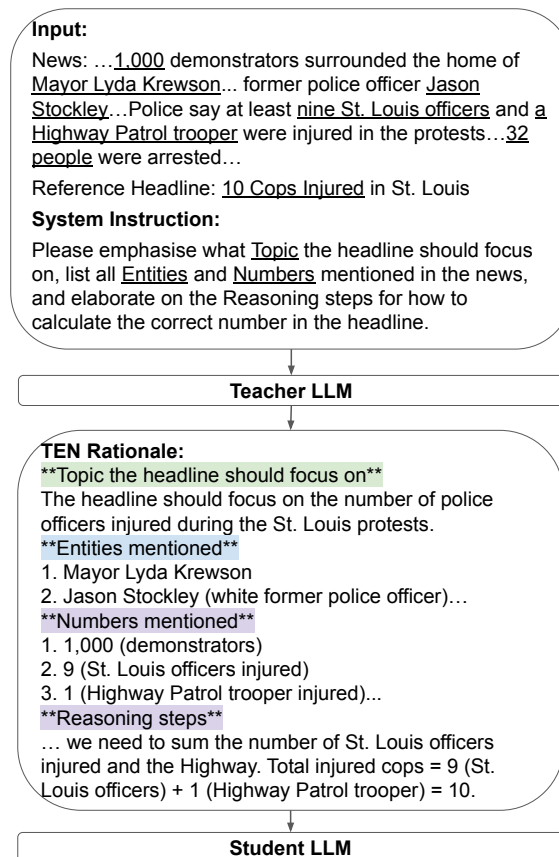 Input:
News: …1,000 demonstrators surrounded the home of
Mayor Lyda Krewson... former police officer Jason
Stockley…Police say at least nine St. Louis officers and a
Highway Patrol trooper were injured in the protests…32
people were arrested…
Reference Headline: 10 Cops Injured in St. Louis
System Instruction:
Please emphasise what Topic the headline should focus
on, list all Entities and Numbers mentioned in the news,
and elaborate on the Reasoning steps for how to
calculate the correct number in the headline.
Teacher LLM
TEN Rationale:
**Topic the headline should focus on**
The headline should focus on the number of police
officers injured during the St. Louis protests.
**Entities mentioned**
1. Mayor Lyda Krewson
2. Jason Stockley (white former police officer)…
**Numbers mentioned**
1. 1,000 (demonstrators)
2. 9 (St. Louis officers injured)
3. 1 (Highway Patrol trooper injured)...
**Reasoning steps**
… we need to sum the number of St. Louis officers
injured and the Highway. Total injured cops = 9 (St.
Louis officers) + 1 (Highway Patrol trooper) = 10.
Student LLM